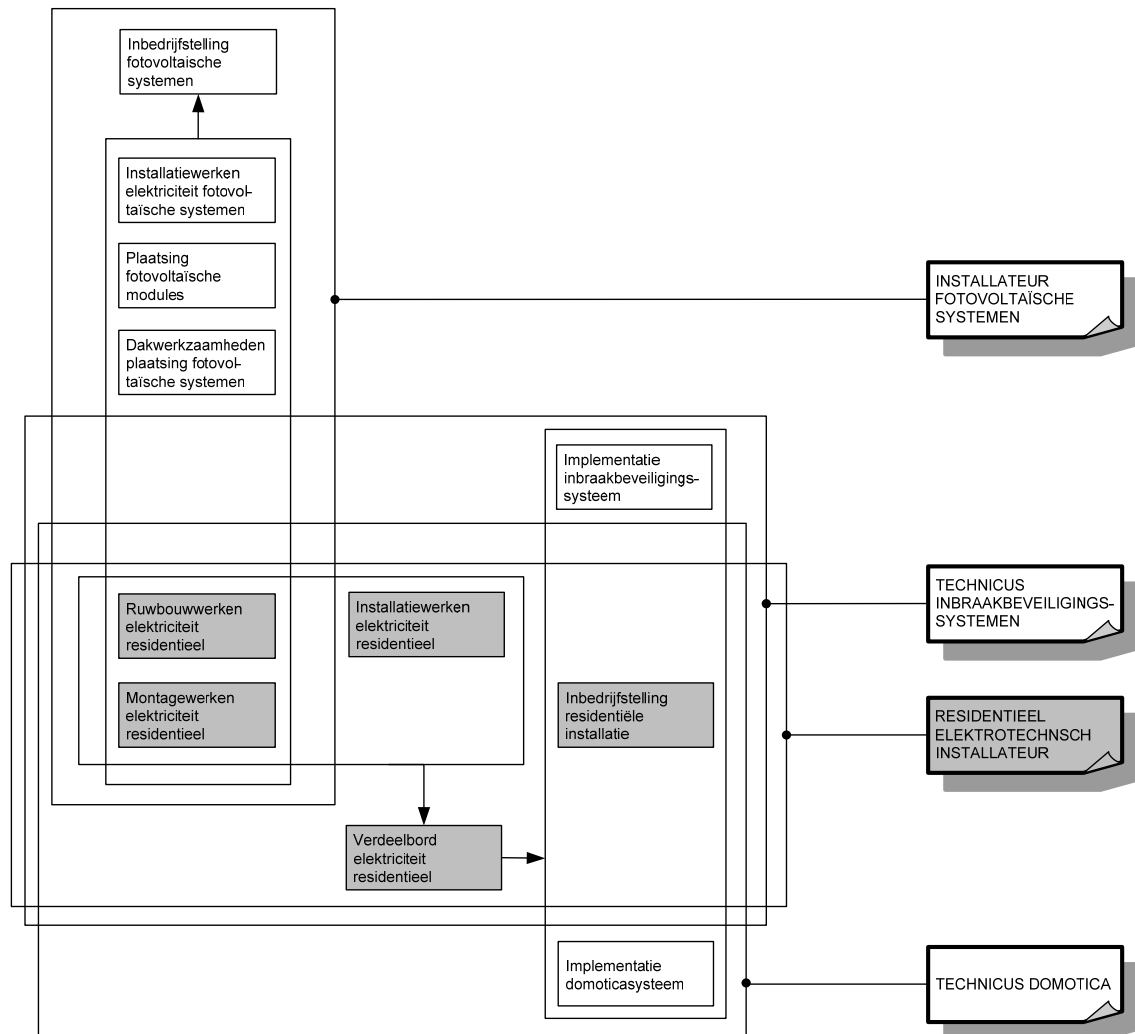 Inbedrijfstelling
fotovoltaische
systemen
Installatiewerken
elektriciteit fotovol-
taïsche systemen
Plaatsing
fotovoltaïsche
modules
Dakwerkzaamheden
plaatsing fotovol-
taïsche systemen
INSTALLATEUR
FOTOVOLTAÏSCHE
SYSTEMEN
Implementatie
inbraakbeveiligings-
systeem
TECHNICUS
INBRAAKBEVEILIGINGS-
SYSTEMEN
Ruwbouwwerken
elektriciteit
residentieel
Installatiewerken
elektriciteit
residentieel
Montagewerken
elektriciteit
residentieel
Inbedrijfstelling
residentiële
installatie
RESIDENTIEEL
ELEKTROTECHNSCH
INSTALLATEUR
Verdeelbord
elektriciteit
residentieel
Implementatie
domoticasysteem
TECHNICUS DOMOTICA